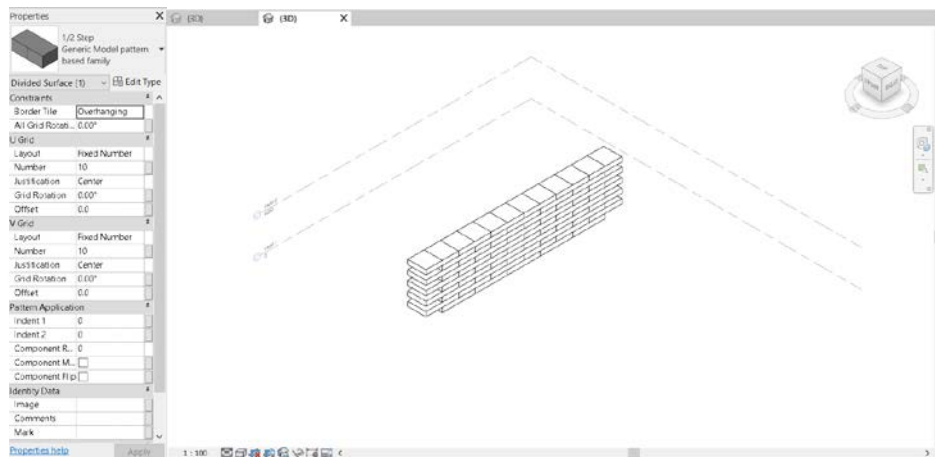 Properties
X
(3D)
(3D)
X
1/2 Step
Generic Model pattern
based family
Divided Surface (1)
Edit Type
Constraints
Border Tile Overhanging
All Grid Rotati... 0.00°
U Grid
Layout Fixed Number
Number 10
Justification Center
Grid Rotation 0.00°
Offset 0.0
V Grid
Layout Fixed Number
Number 10
Justification Center
Grid Rotation 0.00°
Offset 0.0
Pattern Application
Indent 1 0
Indent 2 0
Component R... 0
Component M...
Component Flip
Identity Data
Image
Comments
Mark
Properties help
Apply
1 : 100